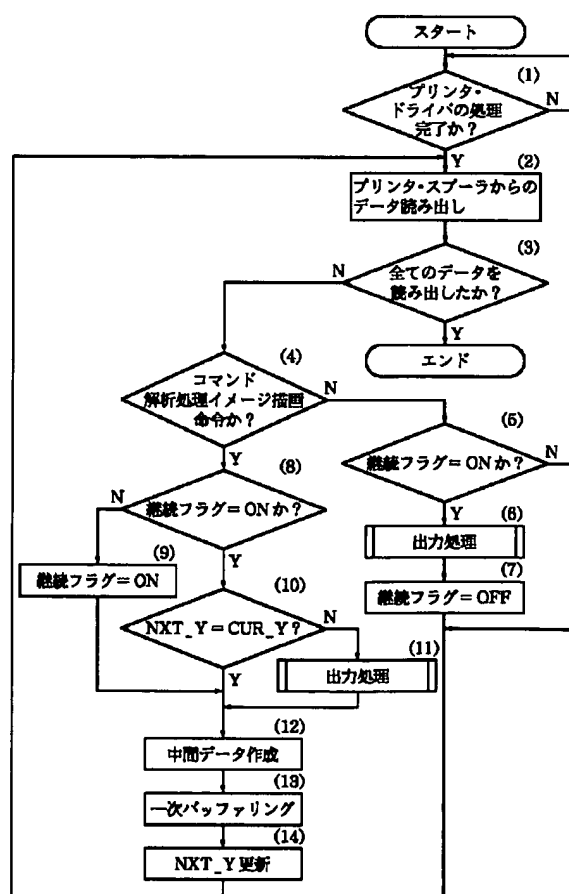 スタート
(1)
プリンタ・
ドライバの処理
完了か?
N
Y
(2)
プリンタ・スプーラからの
データ読み出し
(3)
N
全てのデータを
読み出したか?
Y
エンド
(4)
コマンド
解析処理イメージ描画
命令か?
N
Y
(5)
継続フラグ=ONか?
N
Y
(6)
出力処理
(7)
継続フラグ=OFF
(8)
N
継続フラグ=ONか?
Y
(9)
継続フラグ=ON
(10)
NXT_Y=CUR_Y?
N
Y
(11)
出力処理
(12)
中間データ作成
(13)
一次バッファリング
(14)
NXT_Y更新